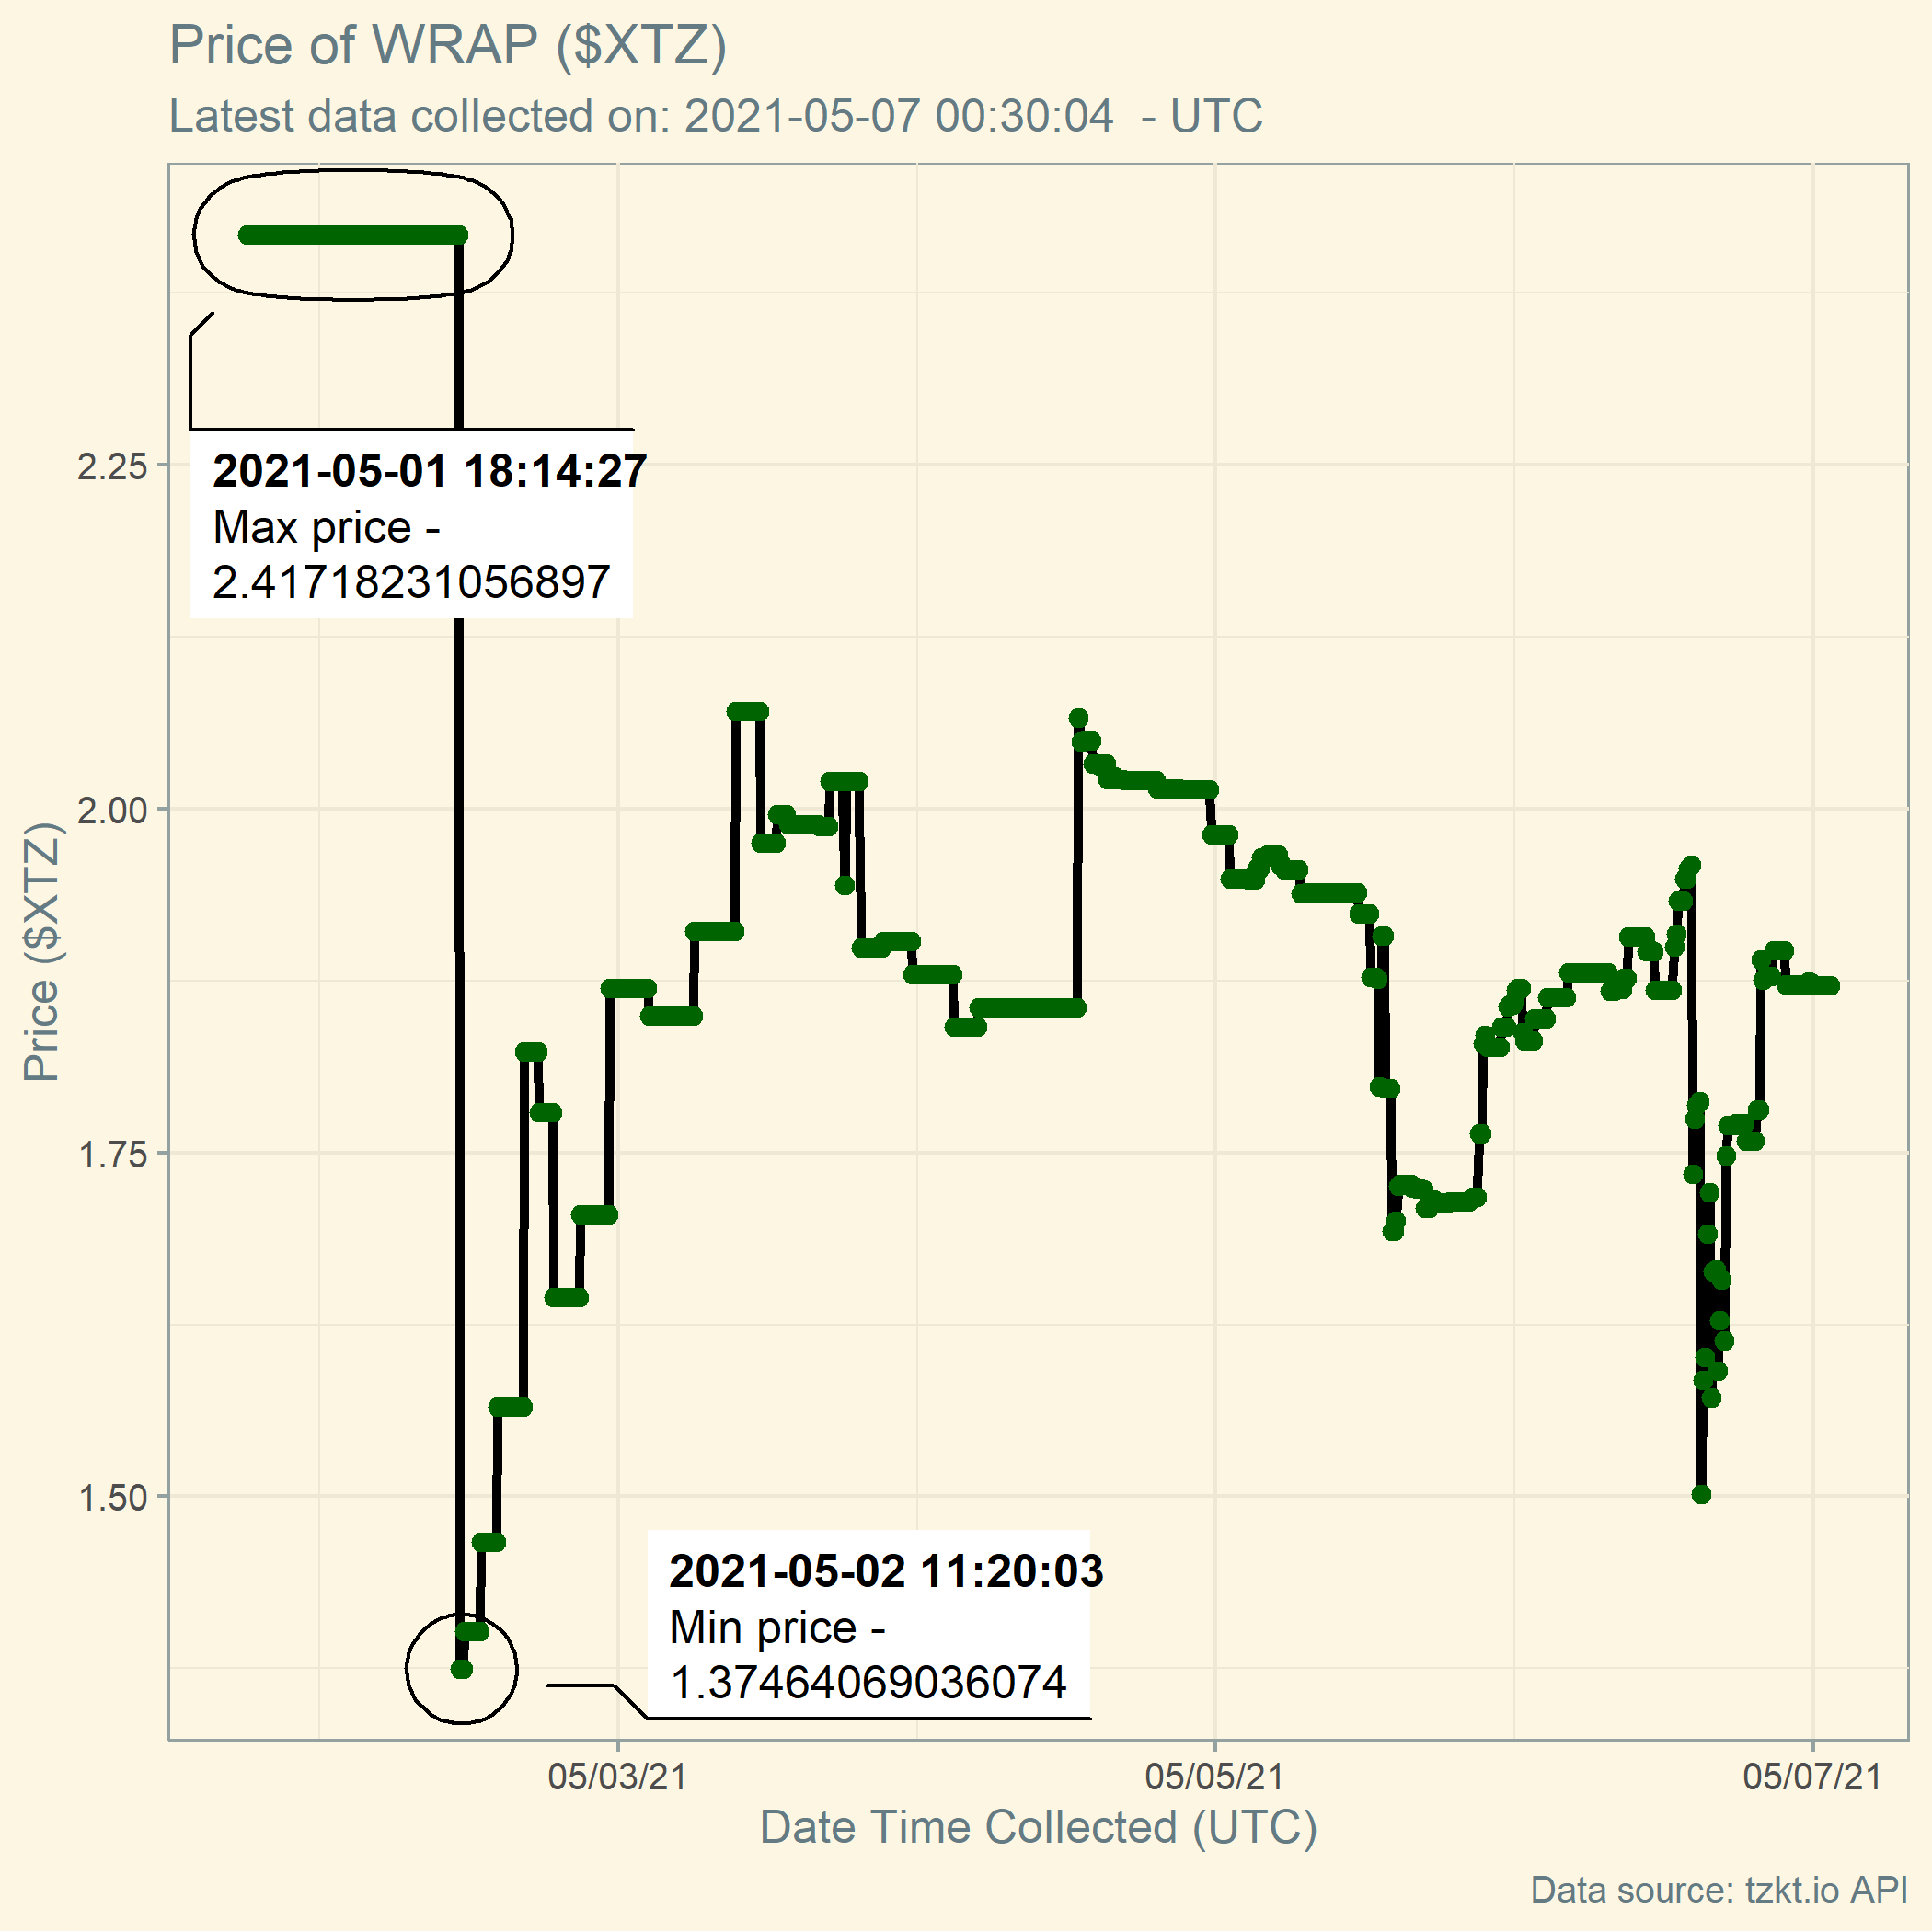 Price of WRAP ($XTZ)
Latest data collected on: 2021-05-07 00:30:04  - UTC
2021-05-01 18:14:27
Max price -
2.41718231056897
2.25
2.00
1.75
1.50
Price ($XTZ)
2021-05-02 11:20:03
Min price -
1.37464069036074
05/03/21
05/05/21
05/07/21
Date Time Collected (UTC)
Data source: tzkt.io API